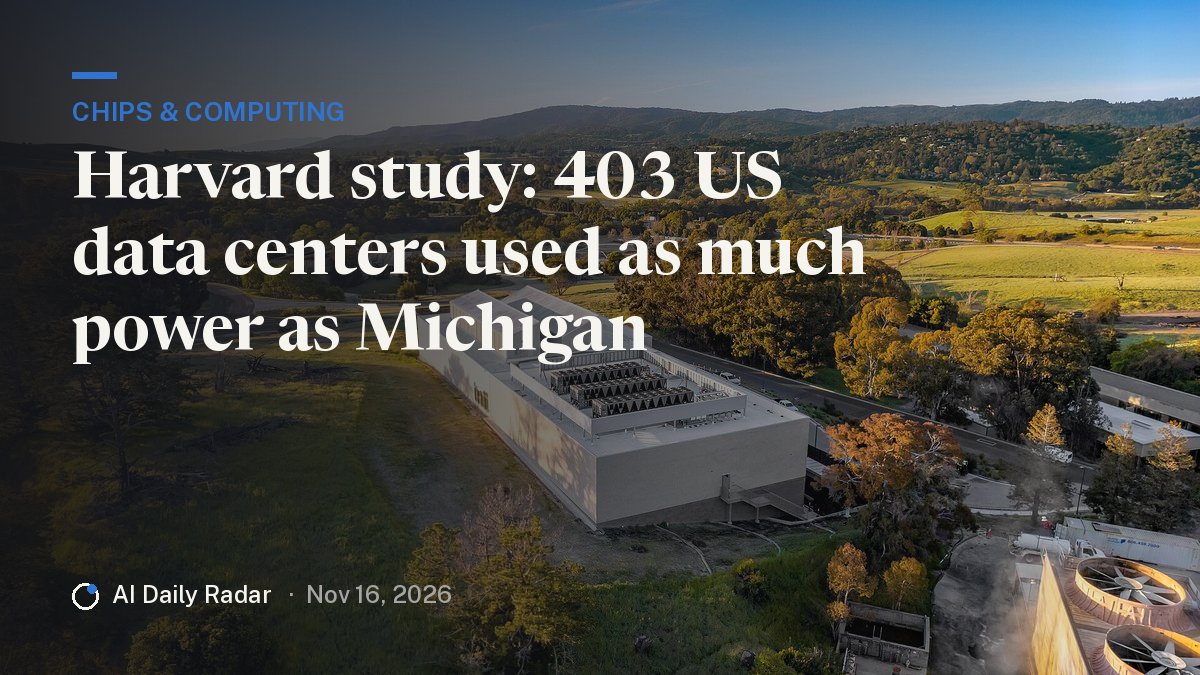 CHIPS & COMPUTING
Harvard study: 403 US
data centers used as much
power as Michigan
AI Daily Radar · Nov 16, 2026